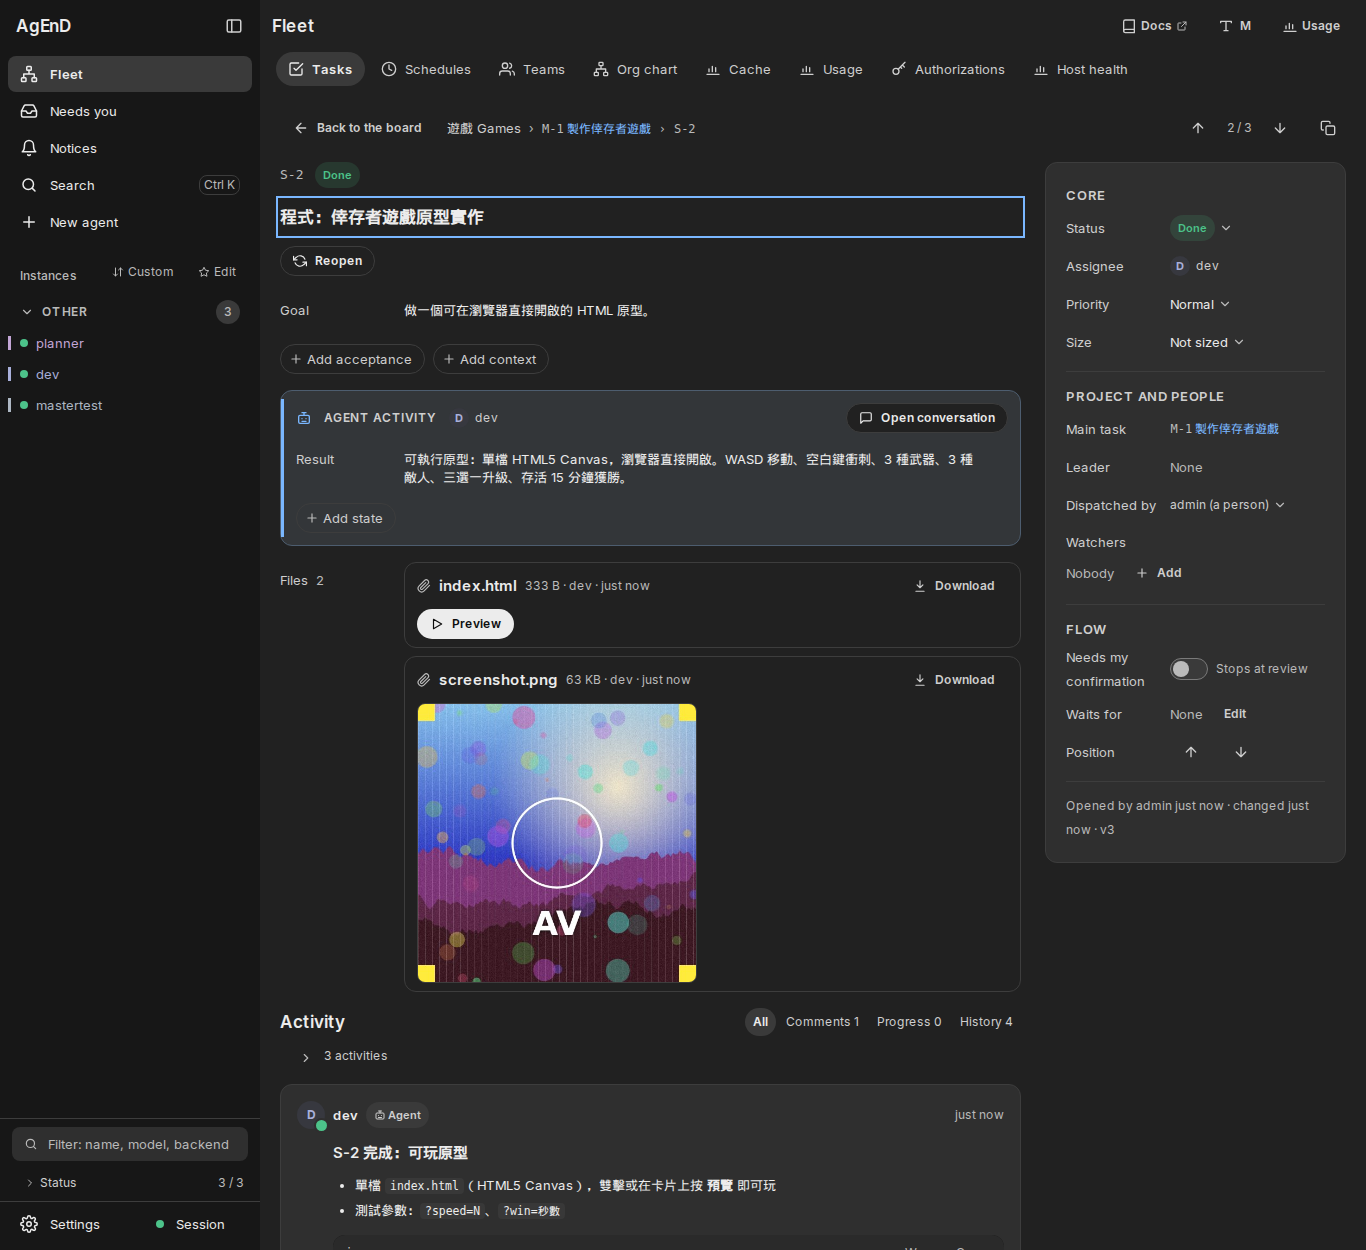 AgEnD
Fleet
Needs you
Notices
Search
Ctrl K
New agent
Instances
Custom
Edit
OTHER
3
planner
dev
mastertest
Filter: name, model, backend
Status
3 / 3
Settings
Session
Fleet
Docs
M
Usage
Tasks
Schedules
Teams
Org chart
Cache
Usage
Authorizations
Host health
Back to the board
遊戲 Games › M-1 製作倖存者遊戲 › S-2
2 / 3
S-2
Done
程式：倖存者遊戲原型實作
Reopen
Goal
做一個可在瀏覽器直接開啟的 HTML 原型。
Add acceptance
Add context
AGENT ACTIVITY
D
dev
Open conversation
Result
可執行原型：單檔 HTML5 Canvas，瀏覽器直接開啟。WASD 移動、空白鍵衝刺、3 種武器、3 種
敵人、三選一升級、存活 15 分鐘獲勝。
Add state
Files 2
index.html 333 B · dev · just now
Download
Preview
screenshot.png 63 KB · dev · just now
Download
AV
Activity
All
Comments 1
Progress 0
History 4
3 activities
D
dev
Agent
just now
S-2 完成：可玩原型
單檔 index.html（HTML5 Canvas），雙擊或在卡片上按 預覽 即可玩
測試參數：?speed=N、?win=秒數
CORE
Status
Done
Assignee
D
dev
Priority
Normal
Size
Not sized
PROJECT AND PEOPLE
Main task
M-1 製作倖存者遊戲
Leader
None
Dispatched by
admin (a person)
Watchers
Nobody
Add
FLOW
Needs my
confirmation
Stops at review
Waits for
None
Edit
Position
Opened by admin just now · changed just
now · v3